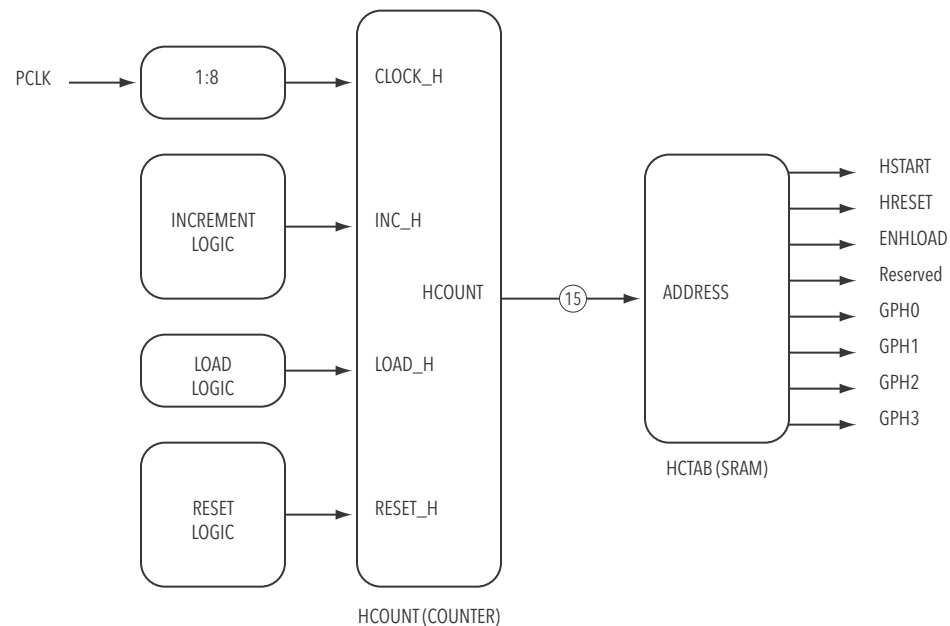 PCLK
1:8
CLOCK_H
INCREMENT
LOGIC
INC_H
HCOUNT
15
LOAD
LOGIC
LOAD_H
RESET
LOGIC
RESET_H
HCOUNT (COUNTER)
ADDRESS
HCTAB (SRAM)
HSTART
HRESET
ENHLOAD
Reserved
GPH0
GPH1
GPH2
GPH3